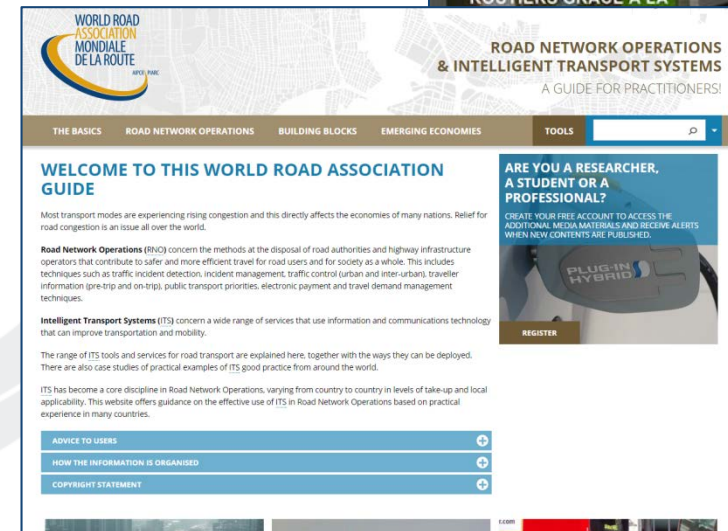 ROUTIERS GRÂCE À LA
WORLD ROAD
ASSOCIATION
MONDIALE
DE LA ROUTE
AIPCR PIARC
ROAD NETWORK OPERATIONS
& INTELLIGENT TRANSPORT SYSTEMS
A GUIDE FOR PRACTITIONERS!
THE BASICS ROAD NETWORK OPERATIONS BUILDING BLOCKS EMERGING ECONOMIES TOOLS
WELCOME TO THIS WORLD ROAD ASSOCIATION
GUIDE
Most transport modes are experiencing rising congestion and this directly affects the economies of many nations. Relief for
road congestion is an issue all over the world.
Road Network Operations (RNO) concern the methods at the disposal of road authorities and highway infrastructure
operators that contribute to safer and more efficient travel for road users and for society as a whole. This includes
techniques such as traffic incident detection, incident management, traffic control (urban and inter-urban), traveller
information (pre-trip and on-trip), public transport priorities, electronic payment and travel demand management
techniques.
Intelligent Transport Systems (ITS) concern a wide range of services that use information and communications technology
that can improve transportation and mobility.
The range of ITS tools and services for road transport are explained here, together with the ways they can be deployed.
There are also case studies of practical examples of ITS good practice from around the world.
ITS has become a core discipline in Road Network Operations, varying from country to country in levels of take-up and local
applicability. This website offers guidance on the effective use of ITS in Road Network Operations based on practical
experience in many countries.
ADVICE TO USERS
HOW THE INFORMATION IS ORGANISED
COPYRIGHT STATEMENT
ARE YOU A RESEARCHER,
A STUDENT OR A
PROFESSIONAL?
CREATE YOUR FREE ACCOUNT TO ACCESS THE
ADDITIONAL MEDIA MATERIALS AND RECEIVE ALERTS
WHEN NEW CONTENTS ARE PUBLISHED.
PLUG-IN
HYBRID
REGISTER